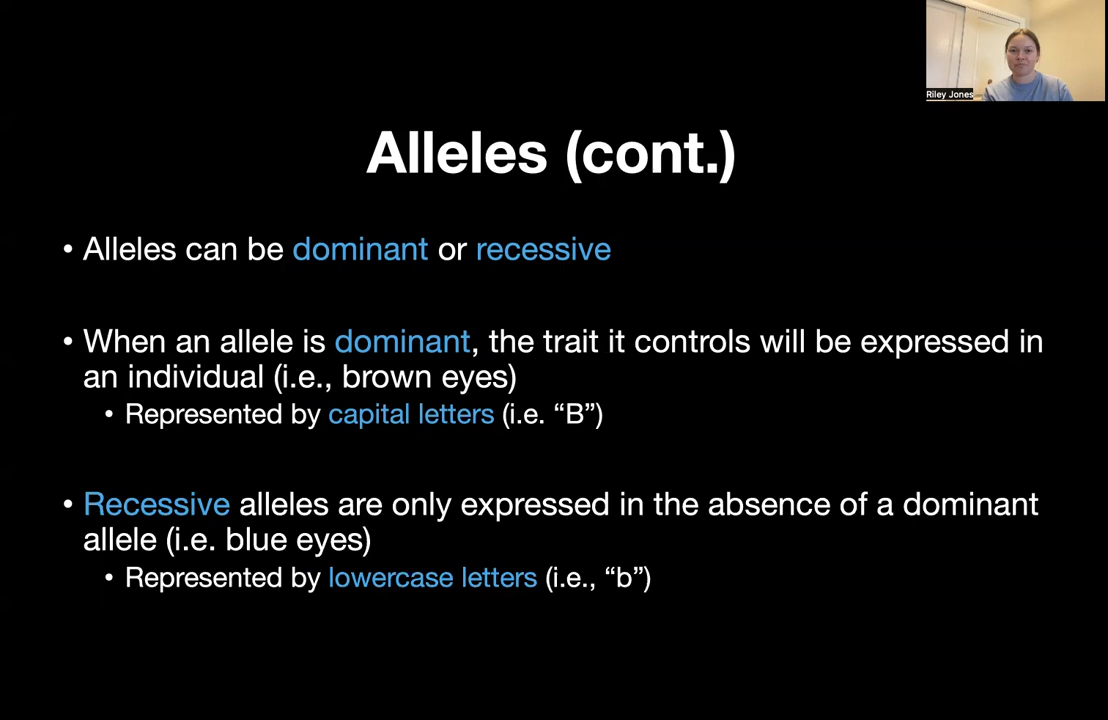 Riley Jones
Alleles (cont.)
• Alleles can be dominant or recessive
• When an allele is dominant, the trait it controls will be expressed in
an individual (i.e., brown eyes)
• Represented by capital letters (i.e. “B”)
• Recessive alleles are only expressed in the absence of a dominant
allele (i.e. blue eyes)
• Represented by lowercase letters (i.e., “b”)